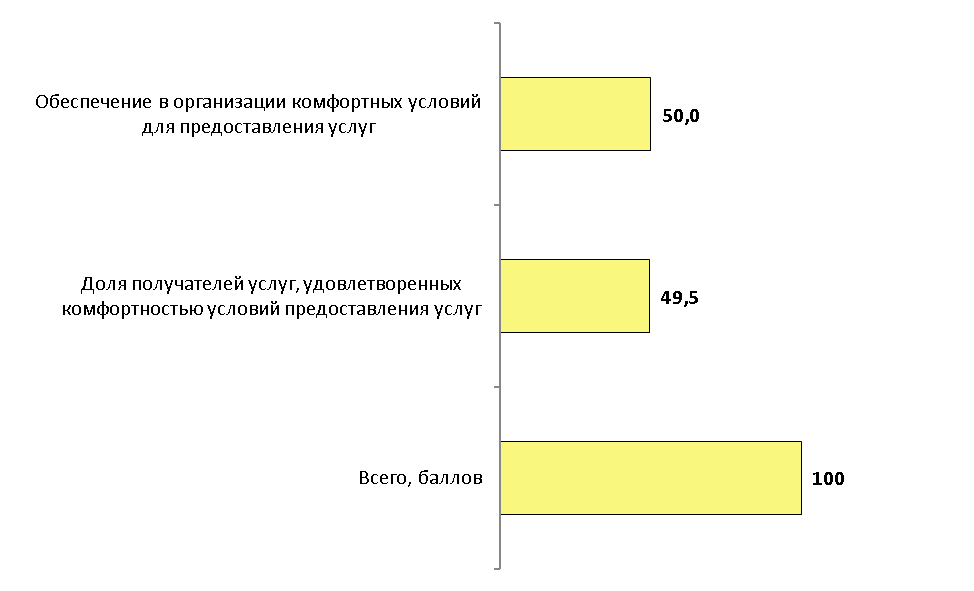 Обеспечение в организации комфортных условий
для предоставления услуг
50,0
Доля получателей услуг, удовлетворенных
комфортностью условий предоставления услуг
49,5
Всего, баллов
100